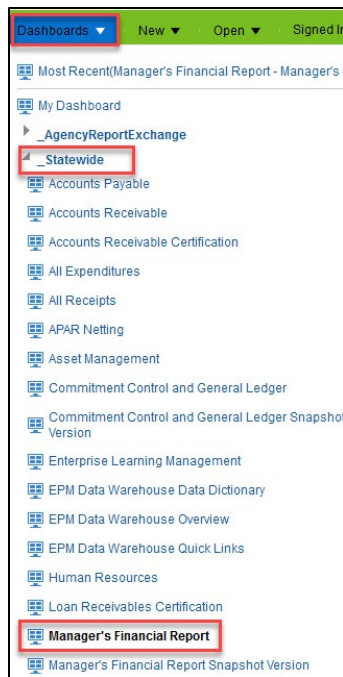 Dashboards New Open Signed In
Most Recent(Manager's Financial Report - Manager's
My Dashboard
_AgencyReportExchange
_Statewide
Accounts Payable
Accounts Receivable
Accounts Receivable Certification
All Expenditures
All Receipts
APAR Netting
Asset Management
Commitment Control and General Ledger
Commitment Control and General Ledger Snapshot
Version
Enterprise Learning Management
EPM Data Warehouse Data Dictionary
EPM Data Warehouse Overview
EPM Data Warehouse Quick Links
Human Resources
Loan Receivables Certification
Manager's Financial Report
Manager's Financial Report Snapshot Version